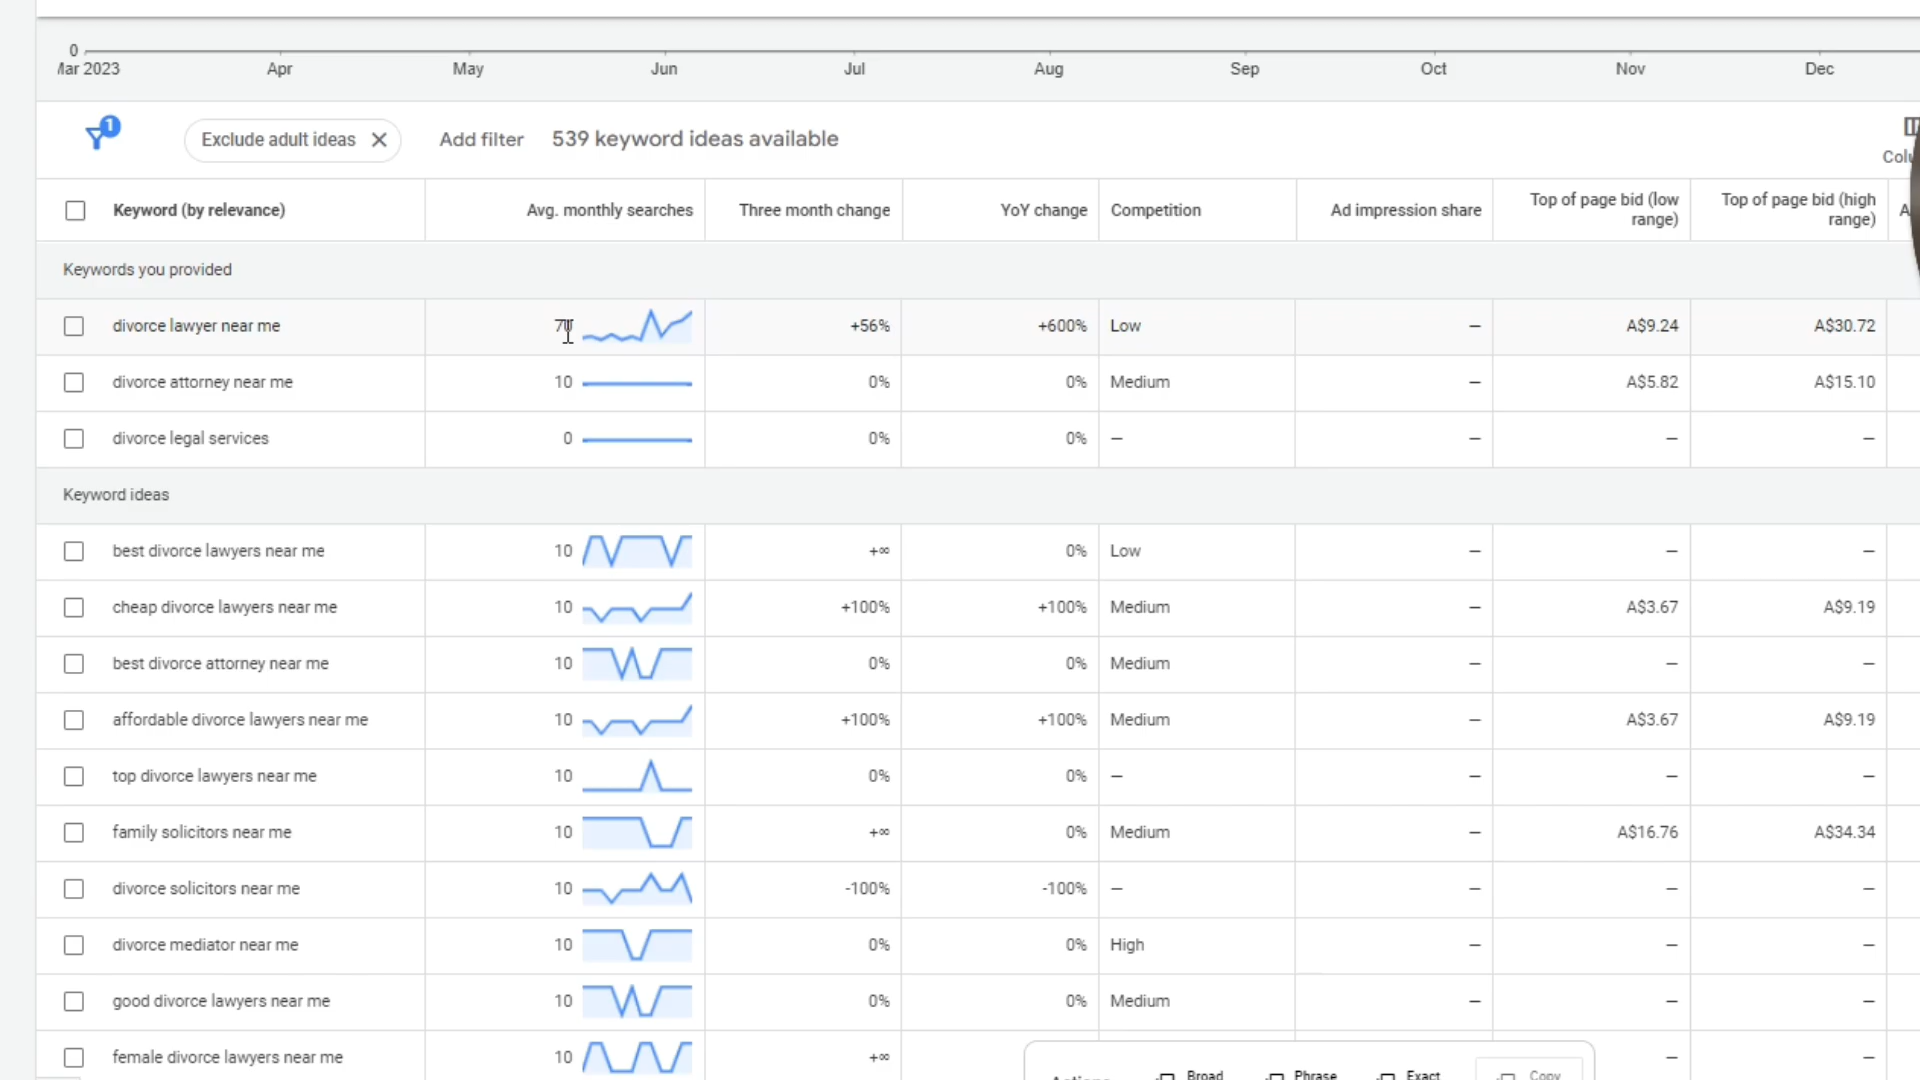 0
Mar 2023 Apr May Jun Jul Aug Sep Oct Nov Dec
1 Exclude adult ideas Add filter 539 keyword ideas available
Keyword (by relevance) Avg. monthly searches Three month change YoY change Competition Ad impression share Top of page bid (low range) Top of page bid (high range)
Keywords you provided
divorce lawyer near me +56% +600% Low – A$9.24 A$30.72
divorce attorney near me 10 0% 0% Medium – A$5.82 A$15.10
divorce legal services 0 0% 0% – – – –
Keyword ideas
best divorce lawyers near me 10 +∞ 0% Low – – –
cheap divorce lawyers near me 10 +100% +100% Medium – A$3.67 A$9.19
best divorce attorney near me 10 0% 0% Medium – – –
affordable divorce lawyers near me 10 +100% +100% Medium – A$3.67 A$9.19
top divorce lawyers near me 10 0% 0% – – – –
family solicitors near me 10 +∞ 0% Medium – A$16.76 A$34.34
divorce solicitors near me 10 -100% -100% – – – –
divorce mediator near me 10 0% 0% High – – –
good divorce lawyers near me 10 0% 0% Medium – – –
female divorce lawyers near me 10 +∞ – –
Broad Phrase Exact Copy